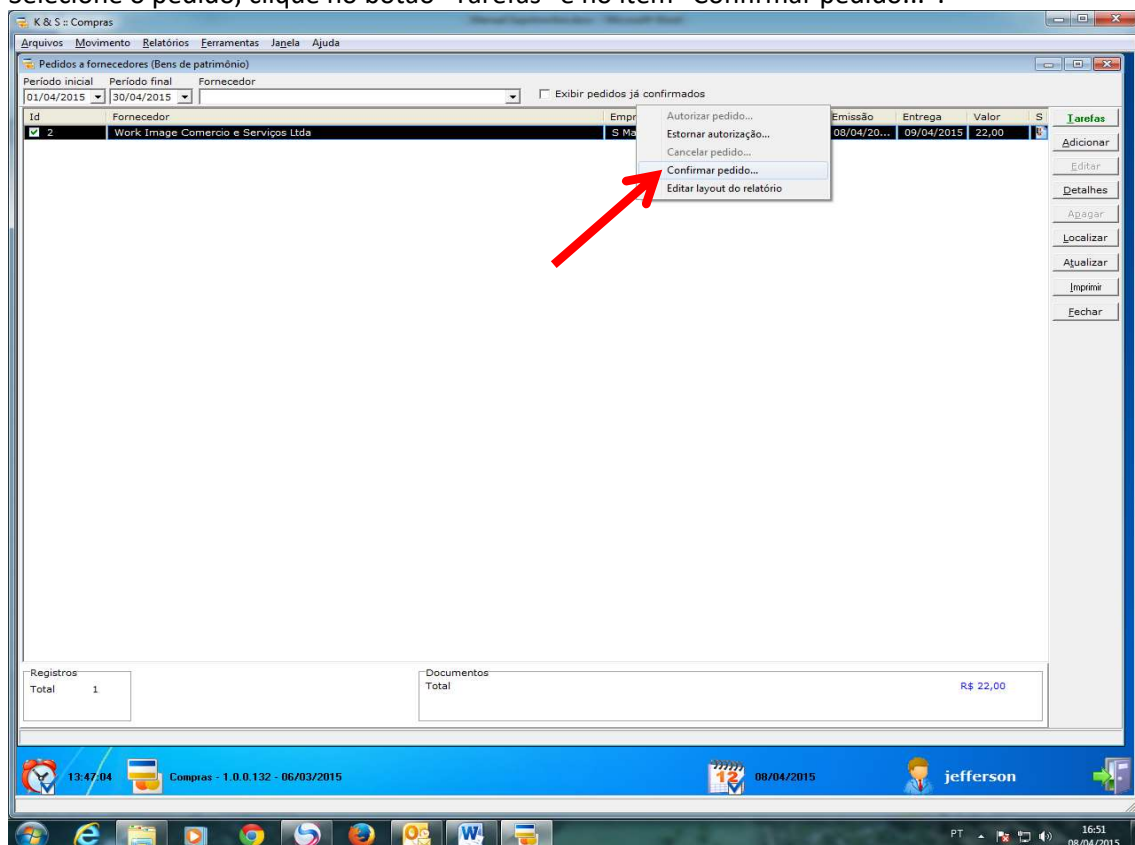 Selecione o pedido, clique no botão "Tarefas" e no item "Confirmar pedido...".
K & S :: Compras
Arquivos Movimento Relatórios Ferramentas Janela Ajuda
Pedidos a fornecedores (Bens de patrimônio)
Período inicial Período final Fornecedor
01/04/2015 30/04/2015 Exibir pedidos já confirmados
Id Fornecedor Empr Emissão Entrega Valor S
2 Work Image Comercio e Serviços Ltda S Ma 08/04/20... 09/04/2015 22,00
Autorizar pedido...
Estornar autorização...
Cancelar pedido...
Confirmar pedido...
Editar layout do relatório
Tarefas
Adicionar
Editar
Detalhes
Apagar
Localizar
Atualizar
Imprimir
Fechar
Registros
Total 1
Documentos
Total R$ 22,00
13:47:04 Compras - 1.0.0.132 - 06/03/2015 12 08/04/2015 jefferson
PT 16:51
08/04/2015